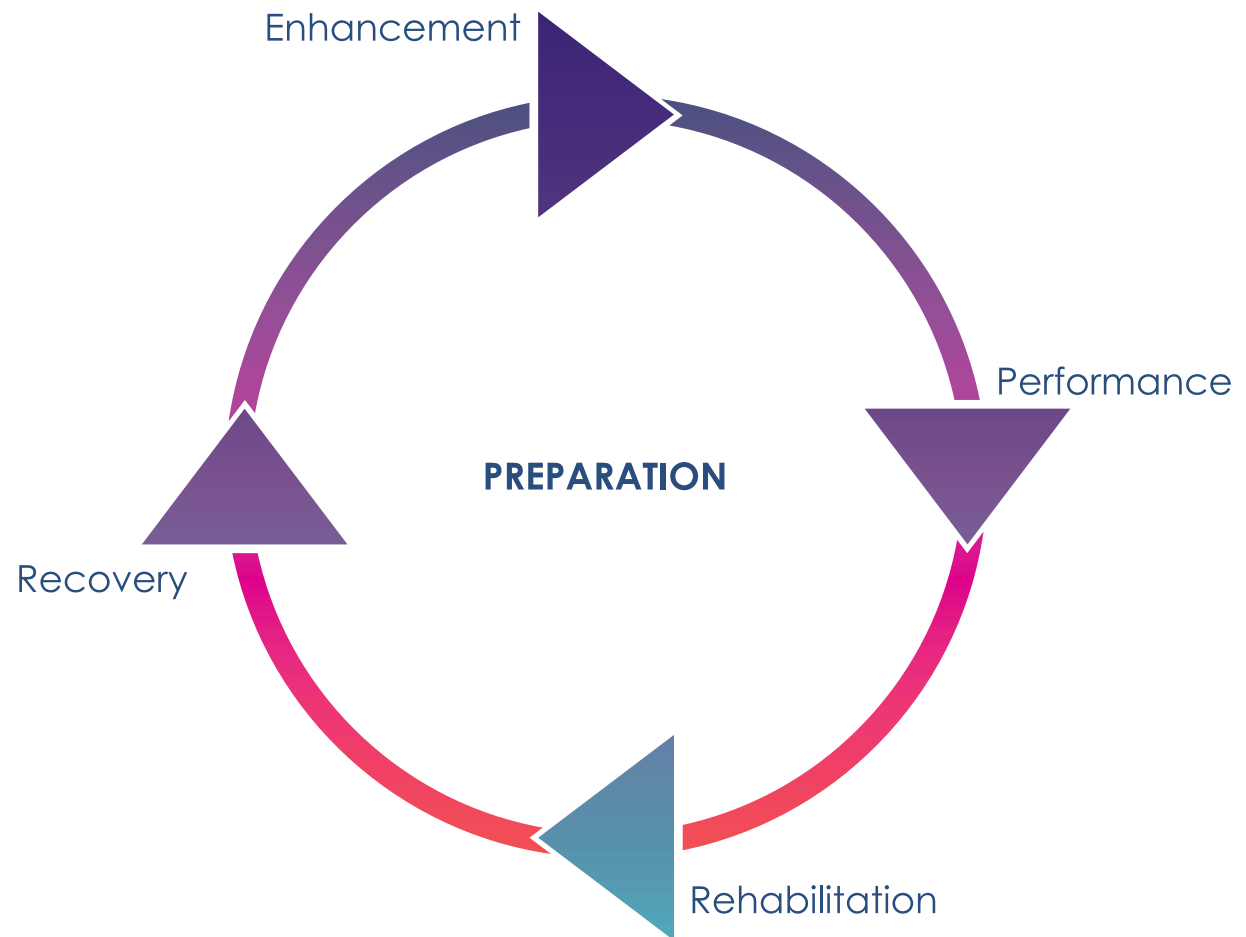 Enhancement
Performance
PREPARATION
Recovery
Rehabilitation